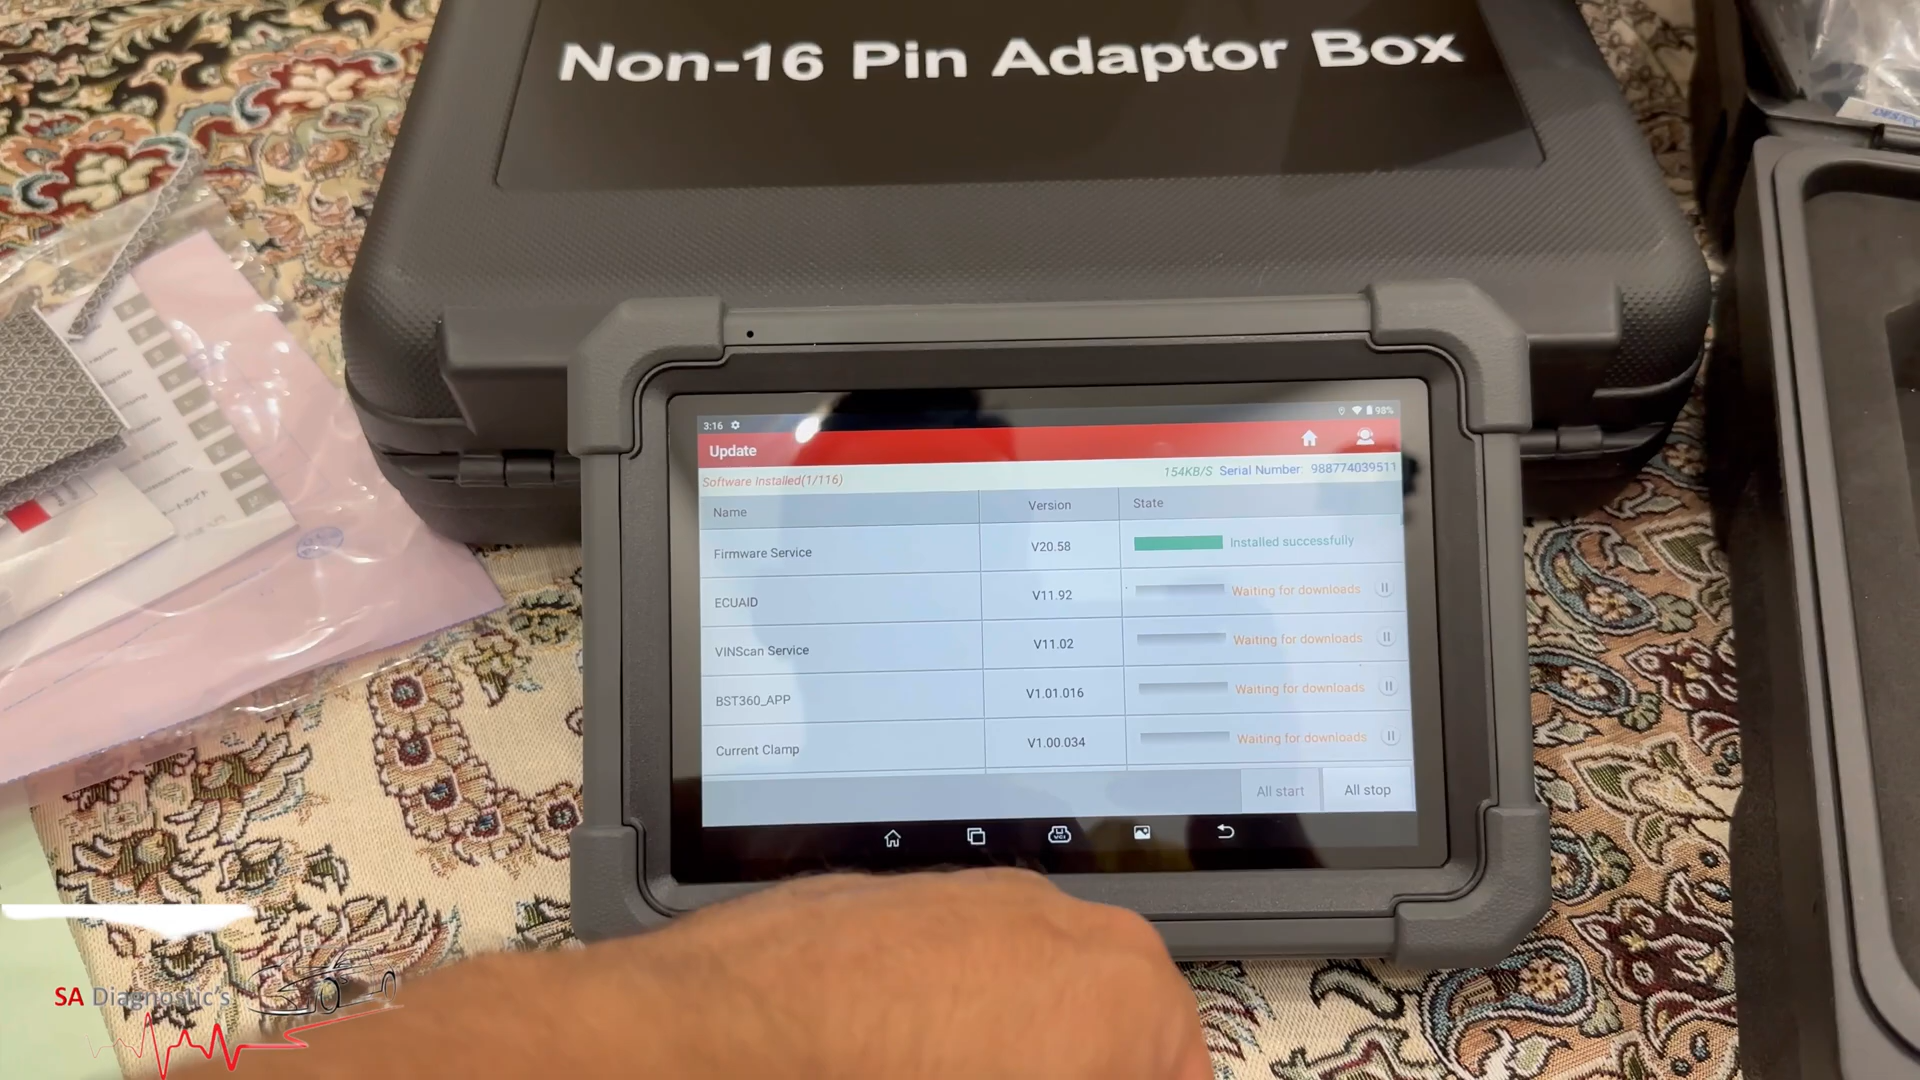 Non-16 Pin Adaptor Box
3:16
98%
Update
Software Installed(1/116)
154KB/S Serial Number: 988774039511
Name Version State
Firmware Service V20.58 Installed successfully
ECUAID V11.92 Waiting for downloads
VINScan Service V11.02 Waiting for downloads
BST360_APP V1.01.016 Waiting for downloads
Current Clamp V1.00.034 Waiting for downloads
All start All stop
VCI
SA Diagnostic's